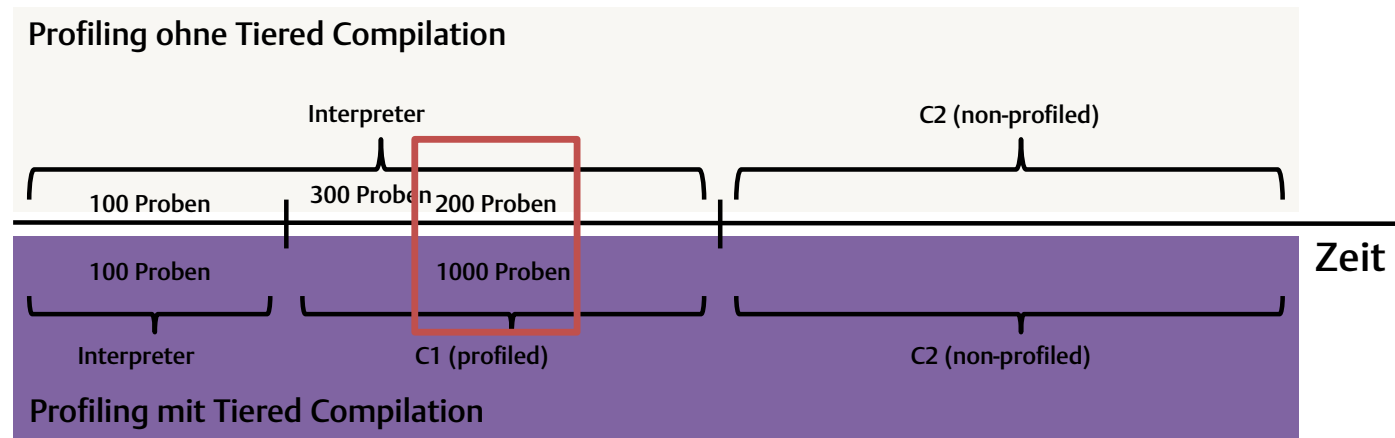 Profiling ohne Tiered Compilation
Interpreter
C2 (non-profiled)
100 Proben
300 Proben
200 Proben
Zeit
100 Proben
1000 Proben
Interpreter
C1 (profiled)
C2 (non-profiled)
Profiling mit Tiered Compilation